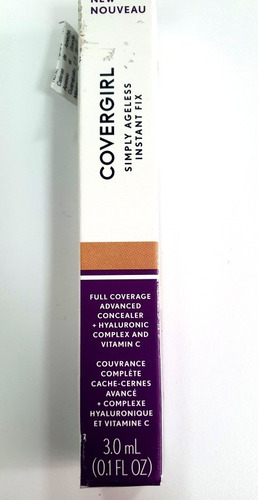 NEW
NOUVEAU
COVERGIRL
SIMPLY AGELESS
INSTANT FIX
FULL COVERAGE
ADVANCED
CONCEALER
+ HYALURONIC
COMPLEX AND
VITAMIN C
COUVRANCE
COMPLÈTE
CACHE-CERNES
AVANCÉ
+ COMPLEXE
HYALURONIQUE
ET VITAMINE C
3.0 mL
(0.1 FL OZ)